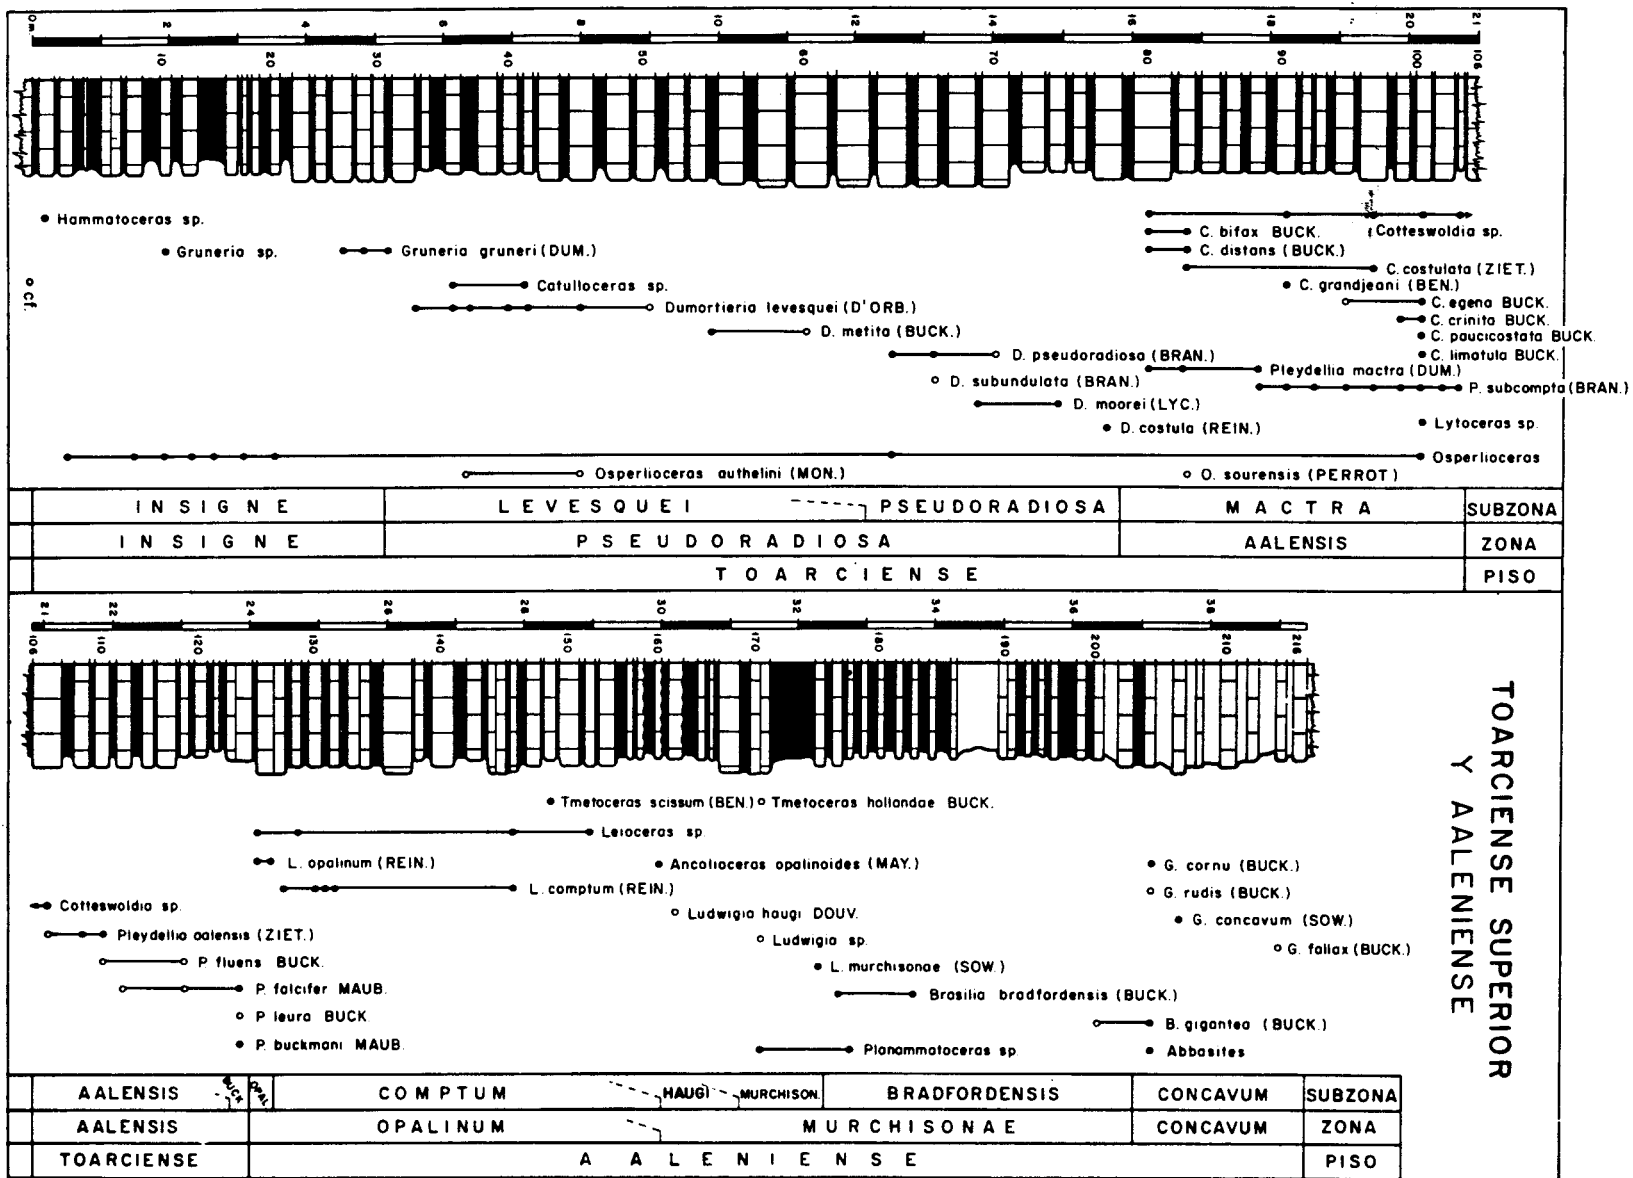 0m 2 4 6 8 10 12 14 16 18 20 21
10 20 30 40 50 60 70 80 90 100 106
Hammatoceras sp.
C. bifax BUCK. Cotteswoldia sp.
Gruneria sp. Gruneria gruneri (DUM.) C. distans (BUCK.)
C. costulata (ZIET.)
o cf. Catulloceras sp. C. grandjeani (BEN.)
Dumortieria levesquei (D'ORB.) C. egena BUCK.
C. crinita BUCK.
D. metita (BUCK.) C. paucicostata BUCK.
D. pseudoradiosa (BRAN.) C. limatula BUCK.
Pleydellia mactra (DUM.)
D. subundulata (BRAN.) P. subcompta (BRAN.)
D. moorei (LYC.)
D. costula (REIN.) Lytoceras sp.
Osperlioceras
Osperlioceras authelini (MON.) O. sourensis (PERROT)
INSIGNE LEVESQUEI PSEUDORADIOSA MACTRA SUBZONA
INSIGNE PSEUDORADIOSA AALENSIS ZONA
TOARCIENSE PISO
21 22 24 26 28 30 32 34 36 38
106 110 120 130 140 150 160 170 180 190 200 210 216
TOARCIENSE SUPERIOR
Y AALENIENSE
Tmetoceras scissum (BEN.) Tmetoceras hollandae BUCK.
Leioceras sp.
L. opalinum (REIN.) Ancolioceras opalinoides (MAY.) G. cornu (BUCK.)
L. comptum (REIN.) G. rudis (BUCK.)
Cotteswoldia sp. Ludwigia haugi DOUV. G. concavum (SOW.)
Pleydellia aalensis (ZIET.) Ludwigia sp. G. fallax (BUCK.)
P. fluens BUCK. L. murchisonae (SOW.)
P. falcifer MAUB. Brasilia bradfordensis (BUCK.)
P. leura BUCK. B. gigantea (BUCK.)
P. buckmani MAUB. Planammatoceras sp. Abbasites
AALENSIS BUCK. OPAL. COMPTUM HAUGI MURCHISON. BRADFORDENSIS CONCAVUM SUBZONA
AALENSIS OPALINUM MURCHISONAE CONCAVUM ZONA
TOARCIENSE AALENIENSE PISO